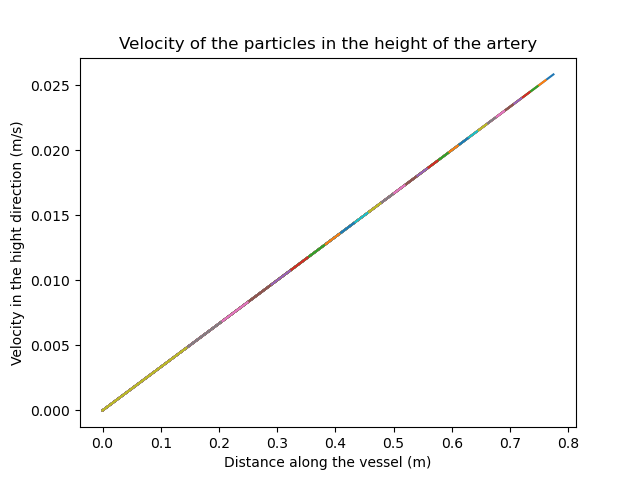 Velocity of the particles in the height of the artery
Velocity in the hight direction (m/s)
0.025
0.020
0.015
0.010
0.005
0.000
0.0 0.1 0.2 0.3 0.4 0.5 0.6 0.7 0.8
Distance along the vessel (m)